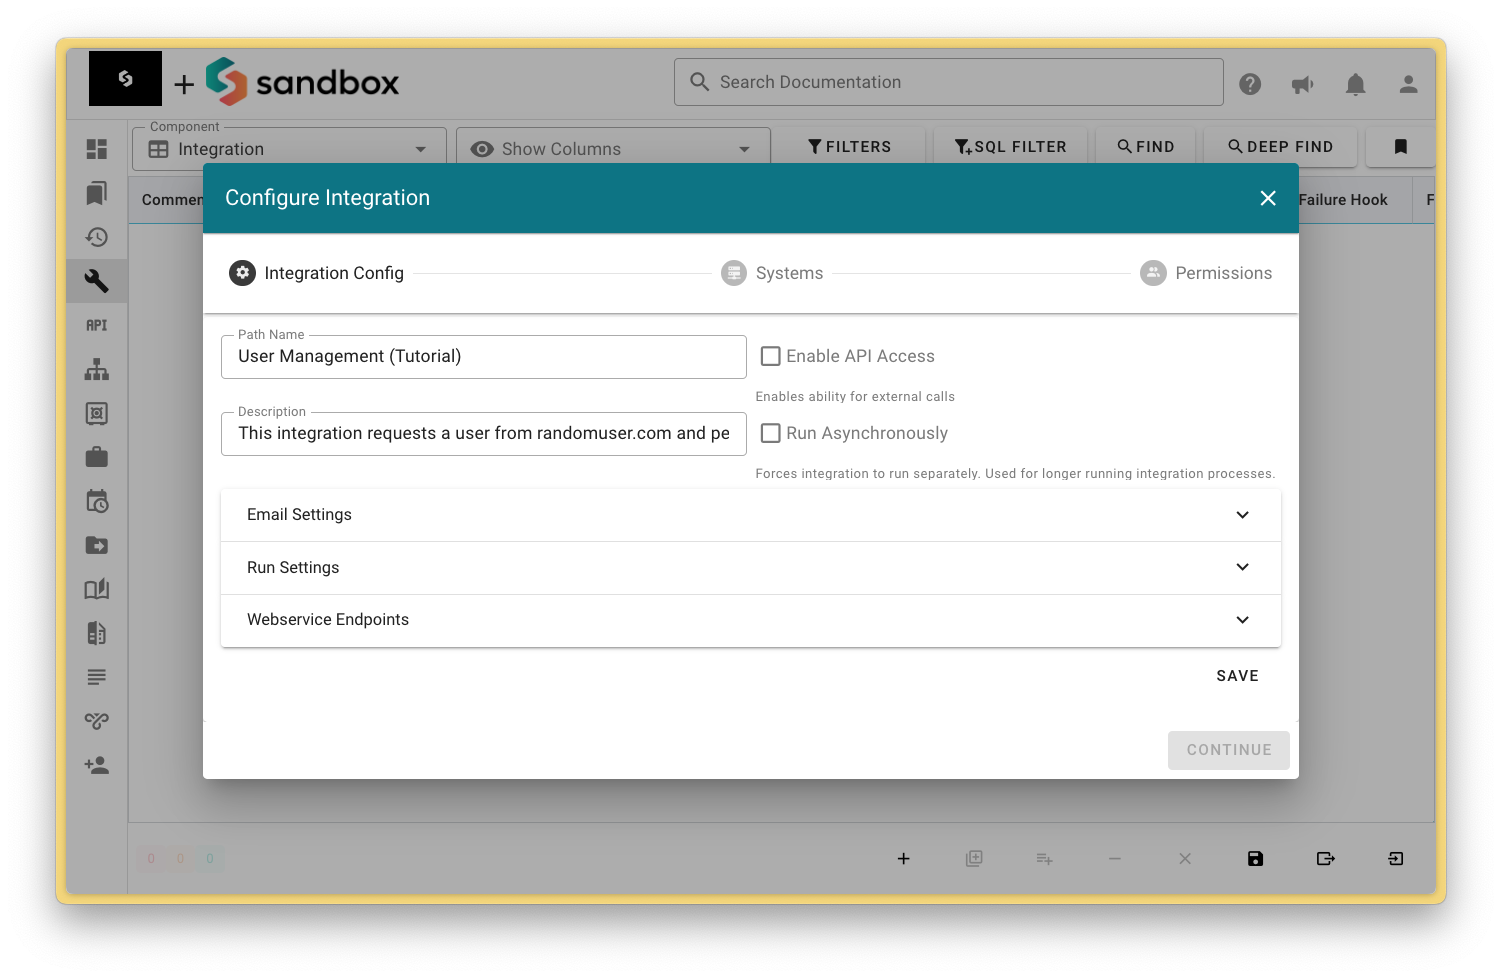 + sandbox
Search Documentation
Component
Integration
Show Columns
FILTERS
SQL FILTER
FIND
DEEP FIND
Failure Hook
F
Configure Integration
Integration Config
Systems
Permissions
Path Name
User Management (Tutorial)
Enable API Access
Enables ability for external calls
Description
This integration requests a user from randomuser.com and pe
Run Asynchronously
Forces integration to run separately. Used for longer running integration processes.
API
Email Settings
Run Settings
Webservice Endpoints
SAVE
CONTINUE
0 0 0